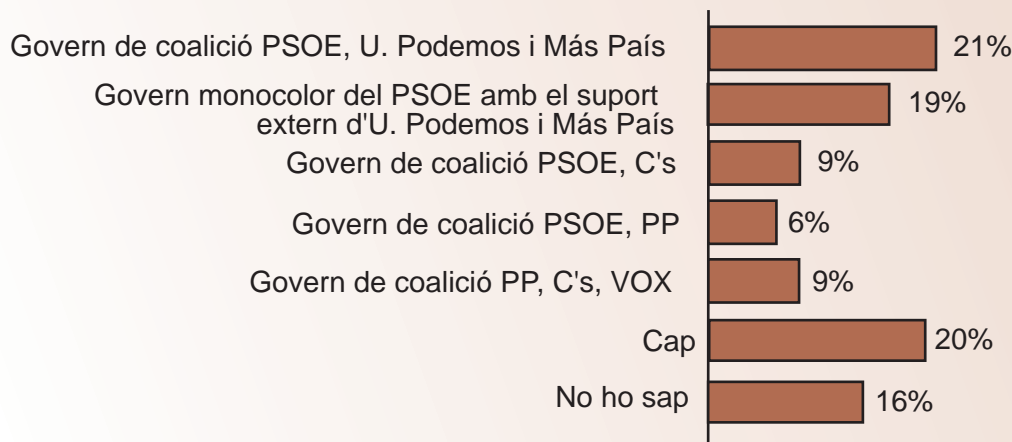 Govern de coalició PSOE, U. Podemos i Más País 21%
Govern monocolor del PSOE amb el suport
extern d'U. Podemos i Más País 19%
Govern de coalició PSOE, C's 9%
Govern de coalició PSOE, PP 6%
Govern de coalició PP, C's, VOX 9%
Cap 20%
No ho sap 16%